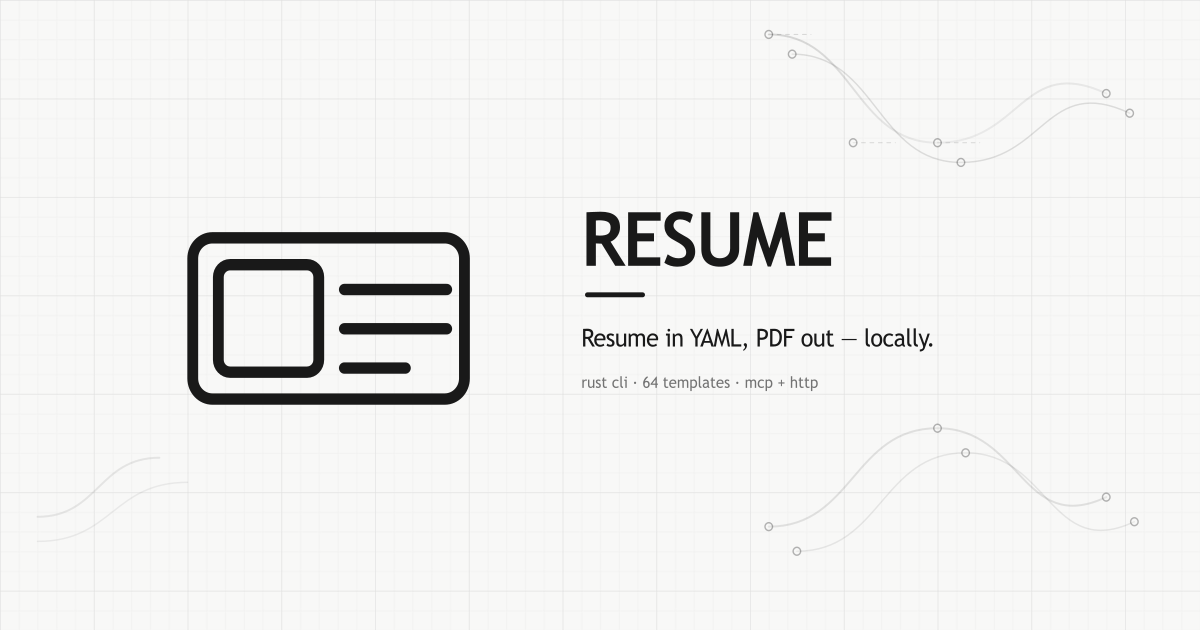 RESUME
Resume in YAML, PDF out — locally.
rust cli · 64 templates · mcp + http